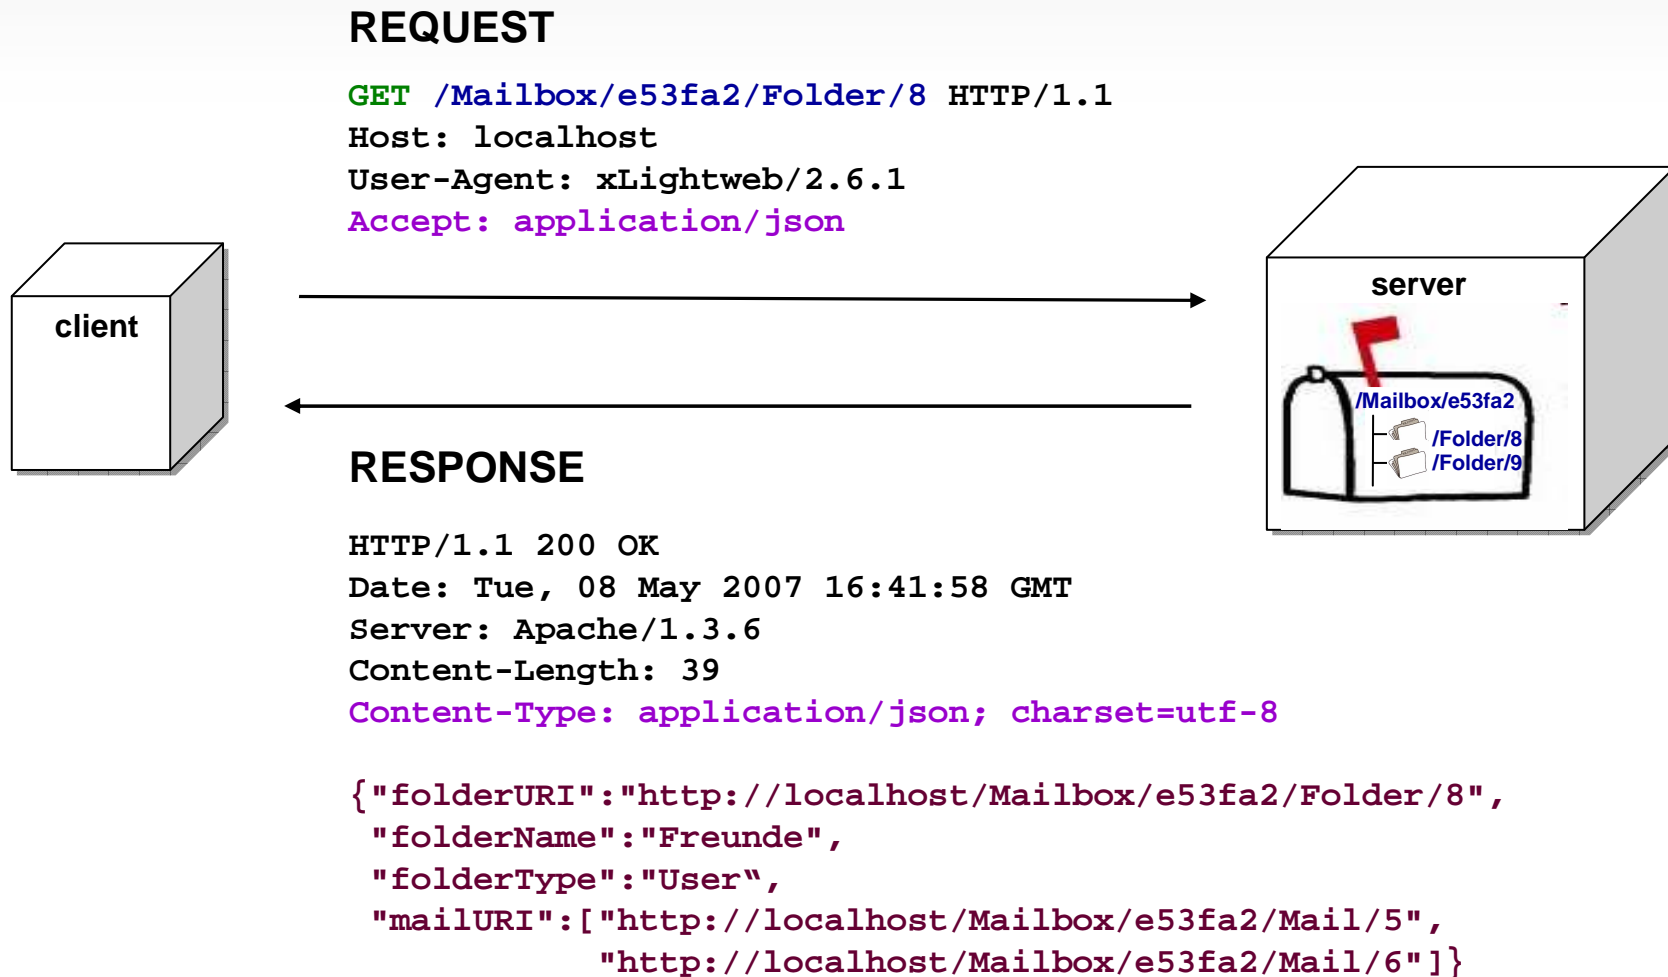 REQUEST
GET /Mailbox/e53fa2/Folder/8 HTTP/1.1
Host: localhost
User-Agent: xLightweb/2.6.1
Accept: application/json
client
server
/Mailbox/e53fa2
/Folder/8
/Folder/9
RESPONSE
HTTP/1.1 200 OK
Date: Tue, 08 May 2007 16:41:58 GMT
Server: Apache/1.3.6
Content-Length: 39
Content-Type: application/json; charset=utf-8
{"folderURI":"http://localhost/Mailbox/e53fa2/Folder/8",
"folderName":"Freunde",
"folderType":"User“,
"mailURI":["http://localhost/Mailbox/e53fa2/Mail/5",
"http://localhost/Mailbox/e53fa2/Mail/6"]}